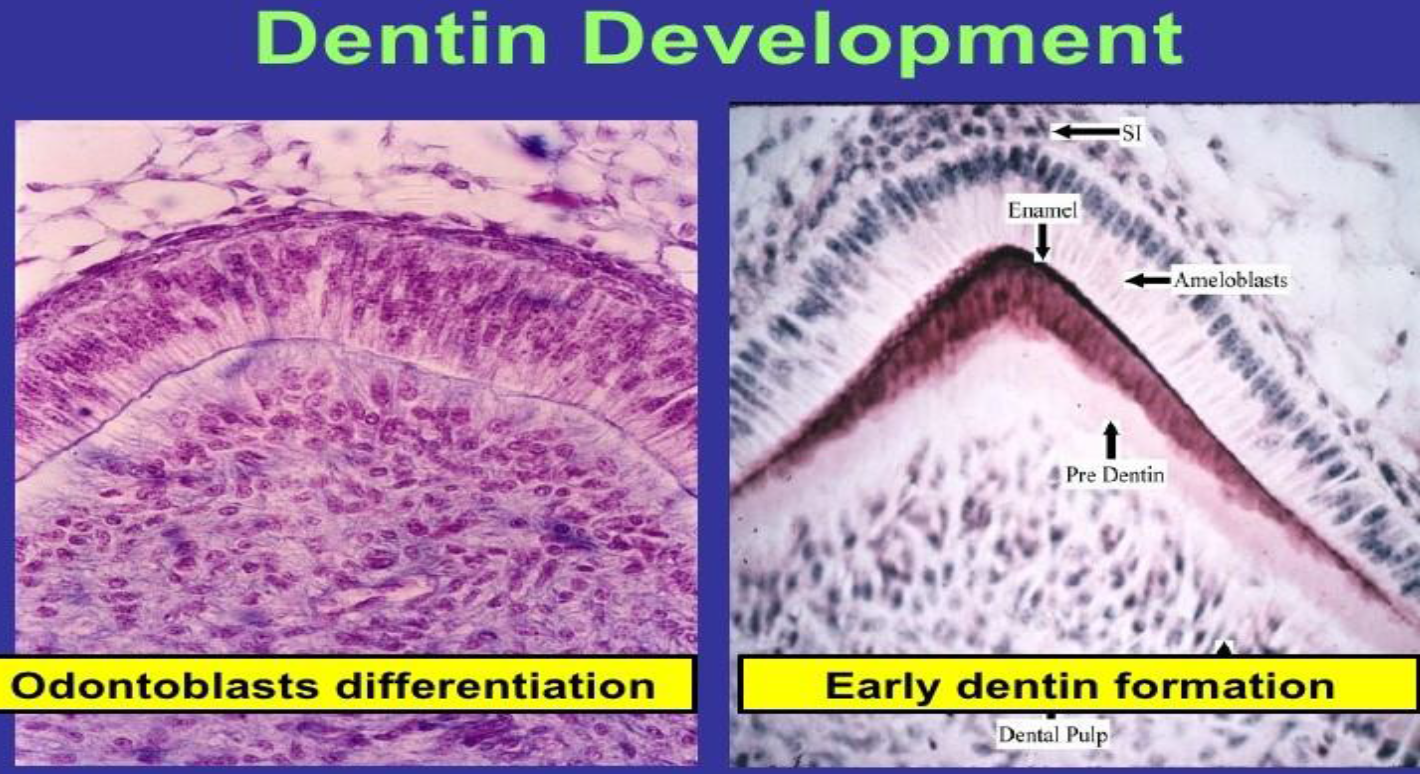 Dentin Development
SI
Enamel
Ameloblasts
Pre Dentin
Odontoblasts differentiation
Early dentin formation
Dental Pulp